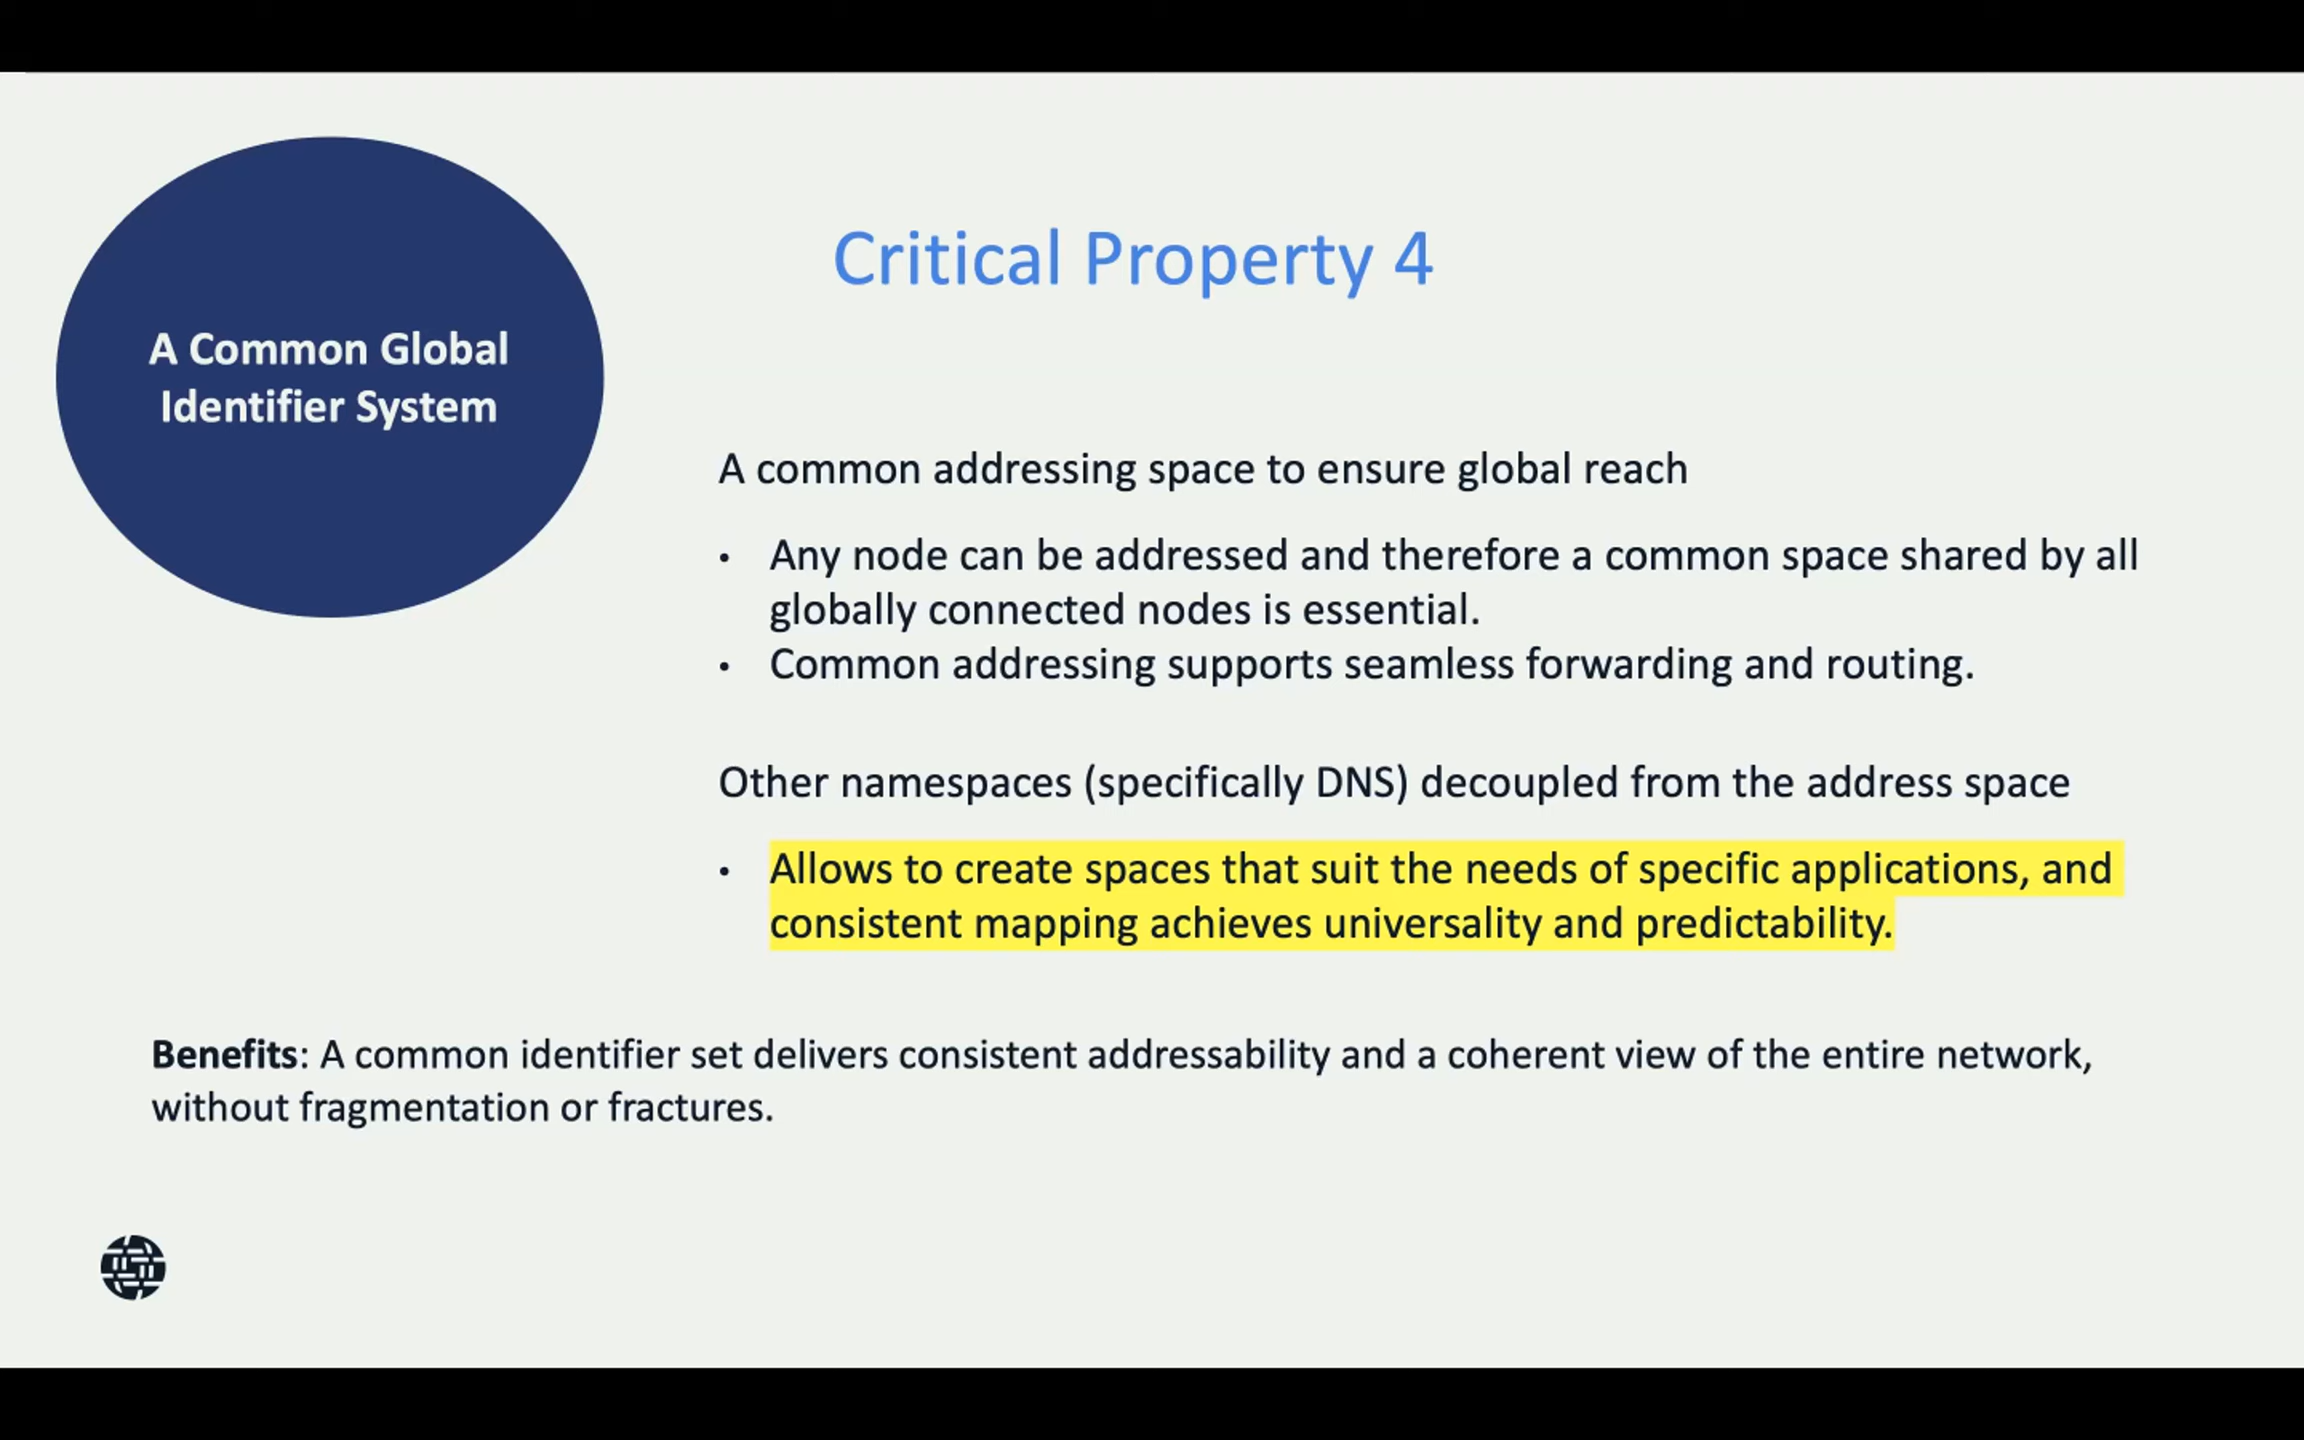 A Common Global
Identifier System
Critical Property 4
A common addressing space to ensure global reach
• Any node can be addressed and therefore a common space shared by all
globally connected nodes is essential.
• Common addressing supports seamless forwarding and routing.
Other namespaces (specifically DNS) decoupled from the address space
• Allows to create spaces that suit the needs of specific applications, and
consistent mapping achieves universality and predictability.
Benefits: A common identifier set delivers consistent addressability and a coherent view of the entire network,
without fragmentation or fractures.